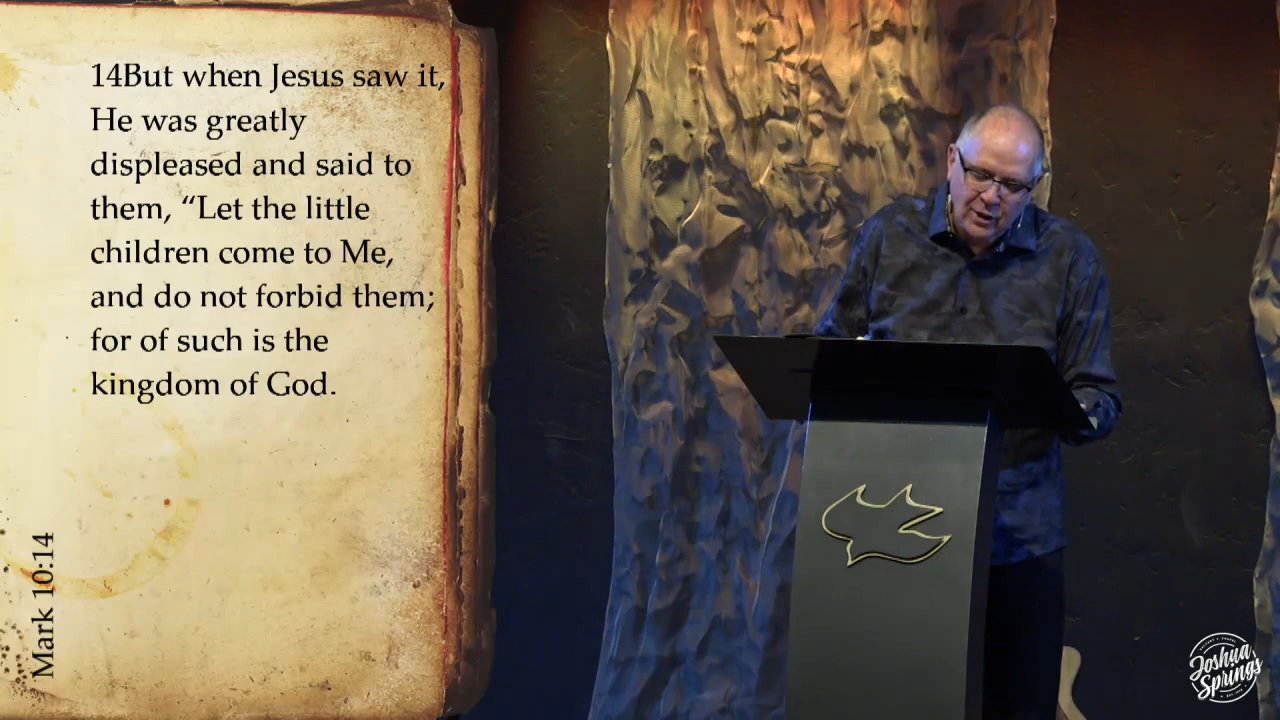 14But when Jesus saw it,
He was greatly
displeased and said to
them, “Let the little
children come to Me,
and do not forbid them;
for of such is the
kingdom of God.
Mark 10:14
Joshua
Springs